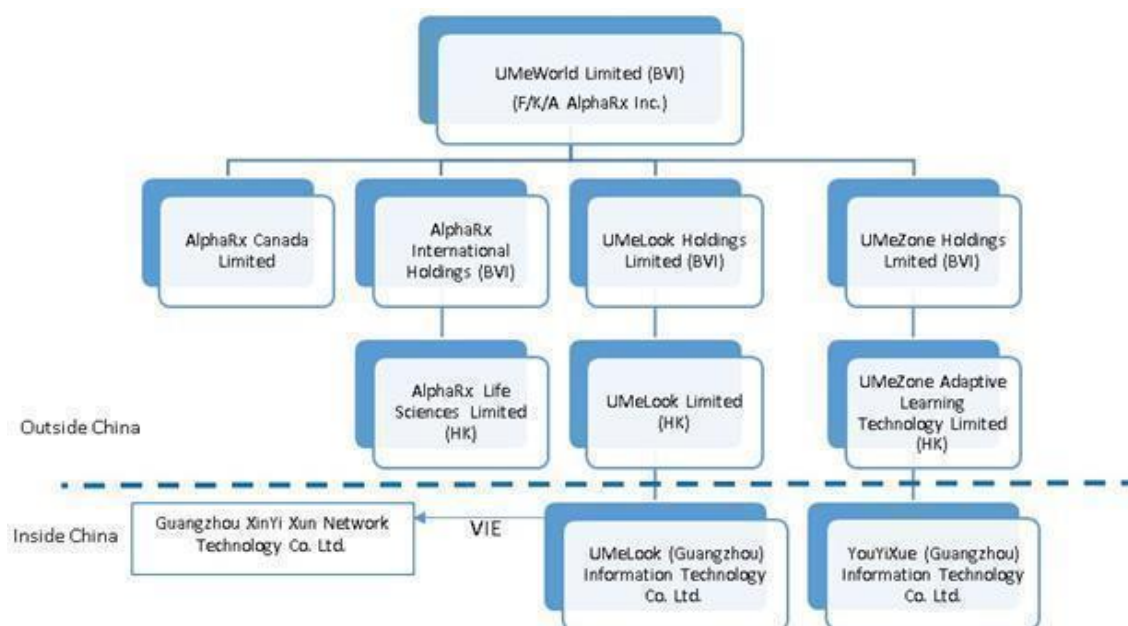 UMeWorld Limited (BVI)
(F/K/A AlphaRx Inc.)
AlphaRx Canada
Limited
AlphaRx
International
Holdings (BVI)
UMeLook Holdings
Limited (BVI)
UMeZone Holdings
Lmited (BVI)
AlphaRx Life
Sciences Limited
(HK)
UMeLook Limited
(HK)
UMeZone Adaptive
Learning
Technology Limited
(HK)
Outside China
Inside China
Guangzhou XinYi Xun Network
Technology Co. Ltd.
VIE
UMeLook (Guangzhou)
Information Technology
Co. Ltd.
YouYiXue (Guangzhou)
Information Technology
Co. Ltd.